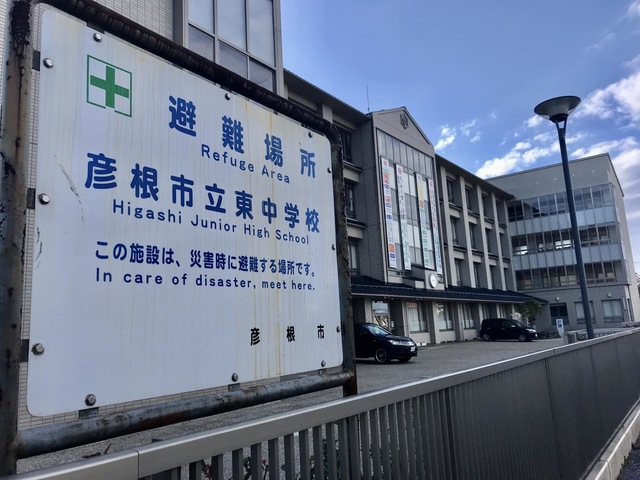 避難場所
Refuge Area
彦根市立東中学校
Higashi Junior High School
この施設は、災害時に避難する場所です。
In care of disaster, meet here.
彦根市